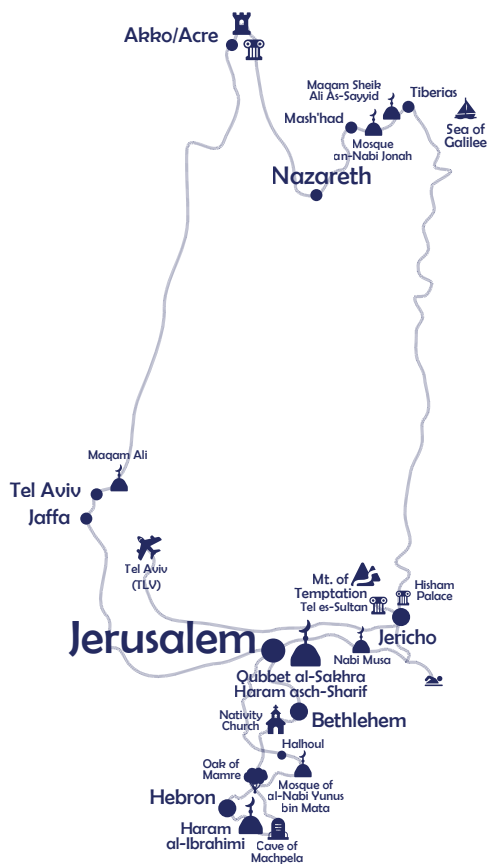 Akko/Acre
Maqam Sheik
Ali As-Sayyid
Tiberias
Mash'had
Sea of
Galilee
Mosque
an-Nabi Jonah
Nazareth
Maqam Ali
Tel Aviv
Jaffa
Tel Aviv
(TLV)
Mt. of
Temptation
Hisham
Palace
Tel es-Sultan
Jerusalem
Jericho
Nabi Musa
Qubbet al-Sakhra
Haram asch-Sharif
Nativity
Church
Bethlehem
Halhoul
Oak of
Mamre
Mosque of
al-Nabi Yunus
bin Mata
Hebron
Haram
al-Ibrahimi
Cave of
Machpela